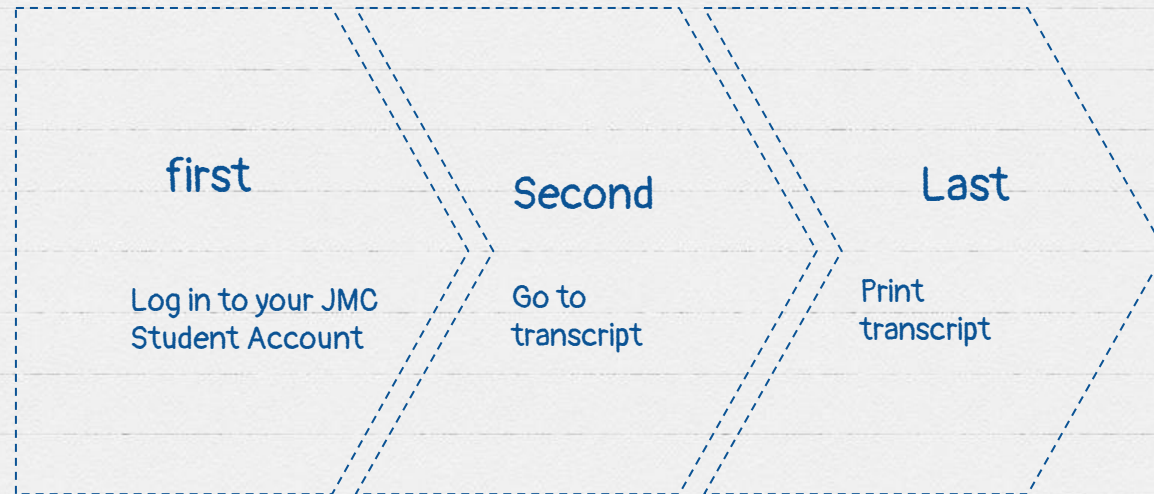 first
Log in to your JMC
Student Account
Second
Go to
transcript
Last
Print
transcript